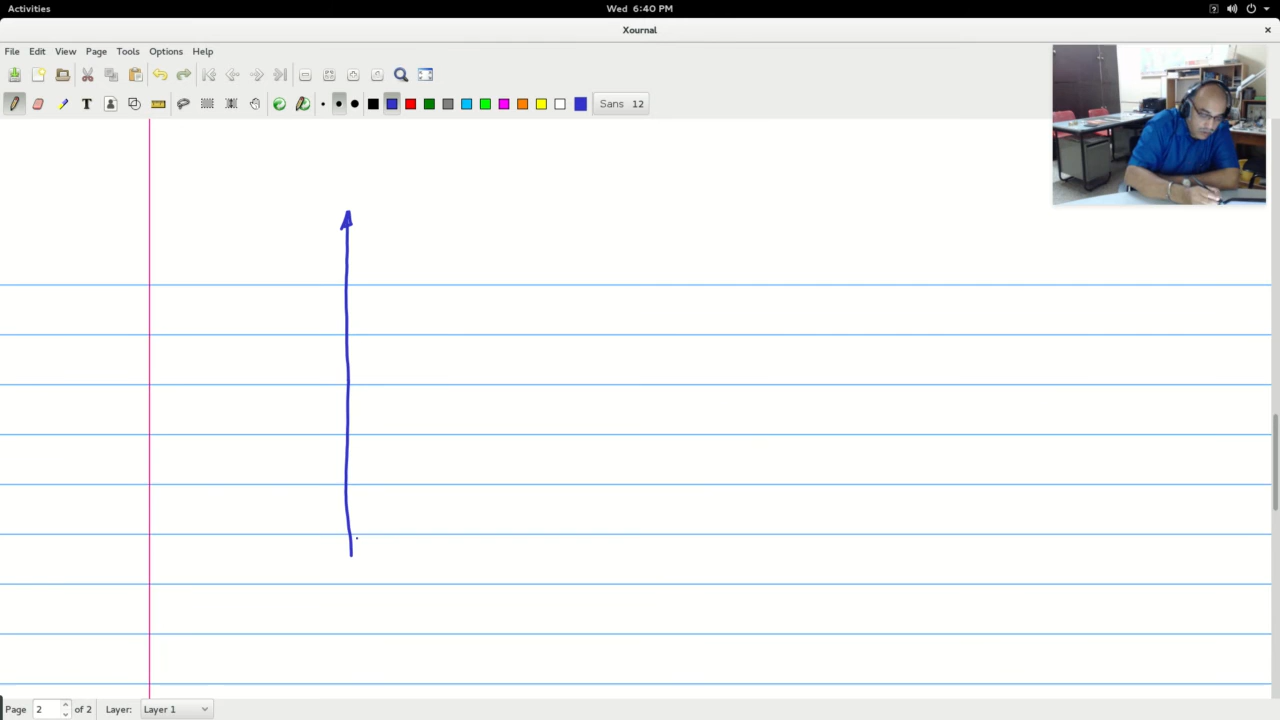 Activities
Wed 6:40 PM
Xournal
File Edit View Page Tools Options Help
T
Sans 12
Page 2 of 2 Layer: Layer 1